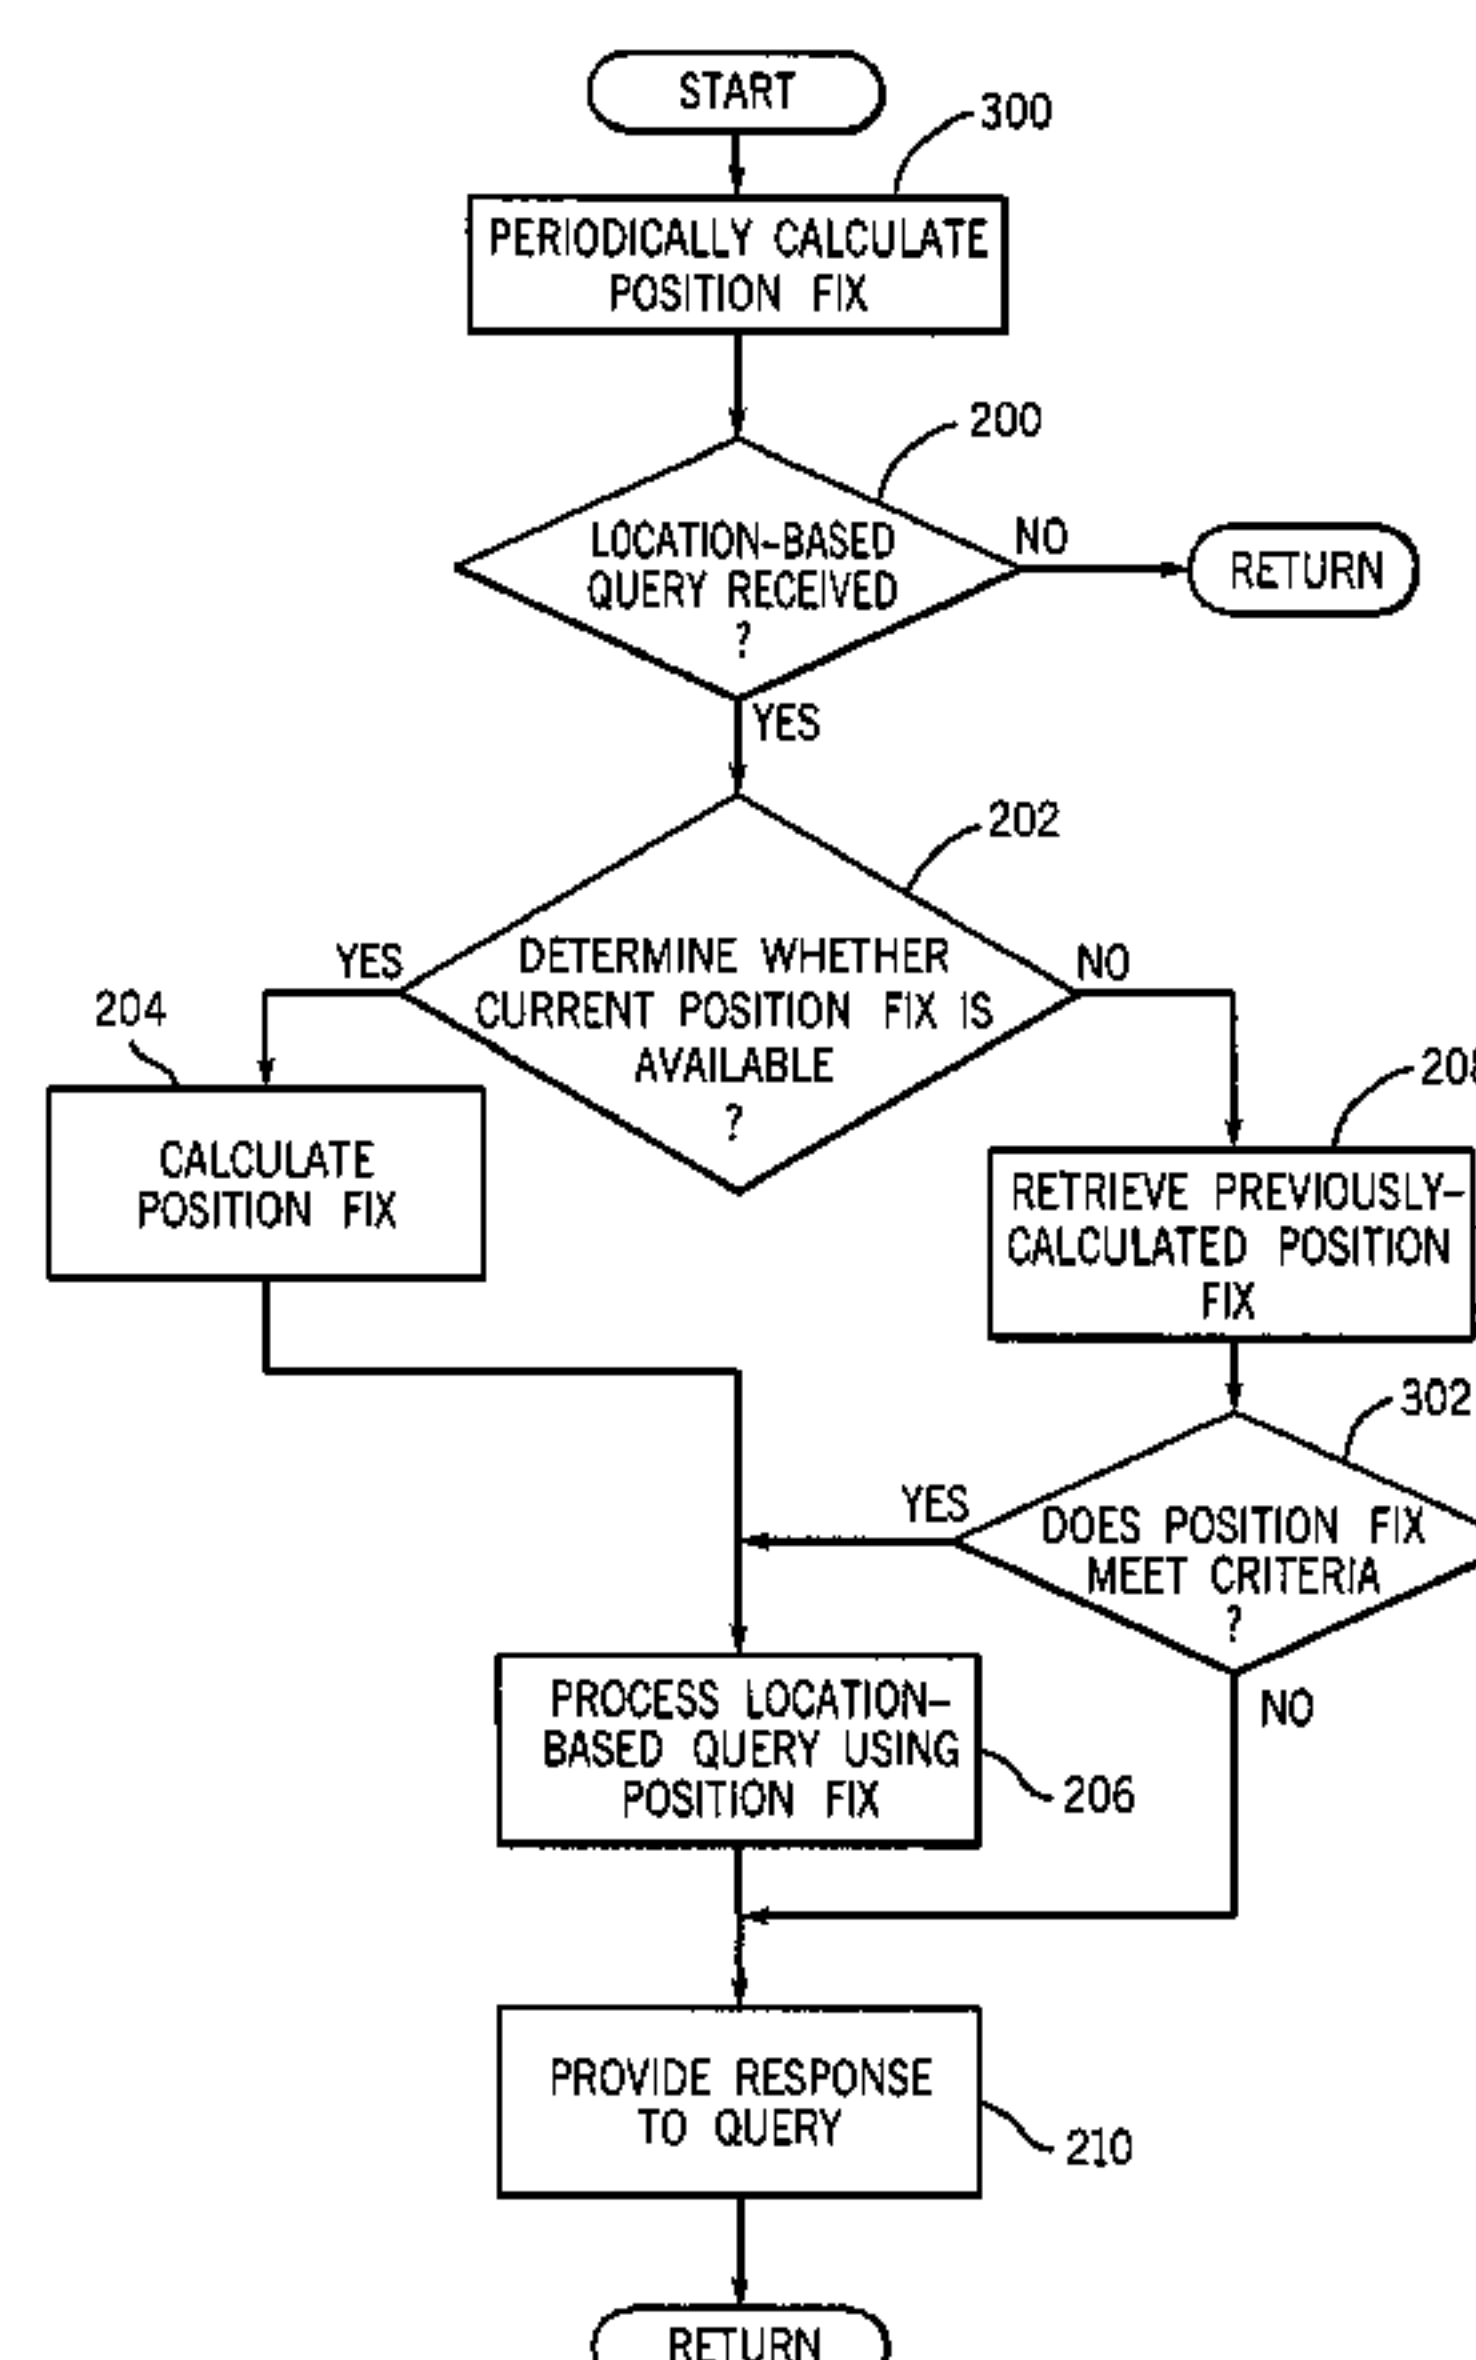 START
300
PERIODICALLY CALCULATE
POSITION FIX
200
LOCATION-BASED
QUERY RECEIVED
?
NO
RETURN
YES
202
DETERMINE WHETHER
CURRENT POSITION FIX IS
AVAILABLE
?
YES
NO
204
CALCULATE
POSITION FIX
RETRIEVE PREVIOUSLY-
CALCULATED POSITION
FIX
302
DOES POSITION FIX
MEET CRITERIA
?
YES
NO
PROCESS LOCATION-
BASED QUERY USING
POSITION FIX
206
PROVIDE RESPONSE
TO QUERY
210
RETURN